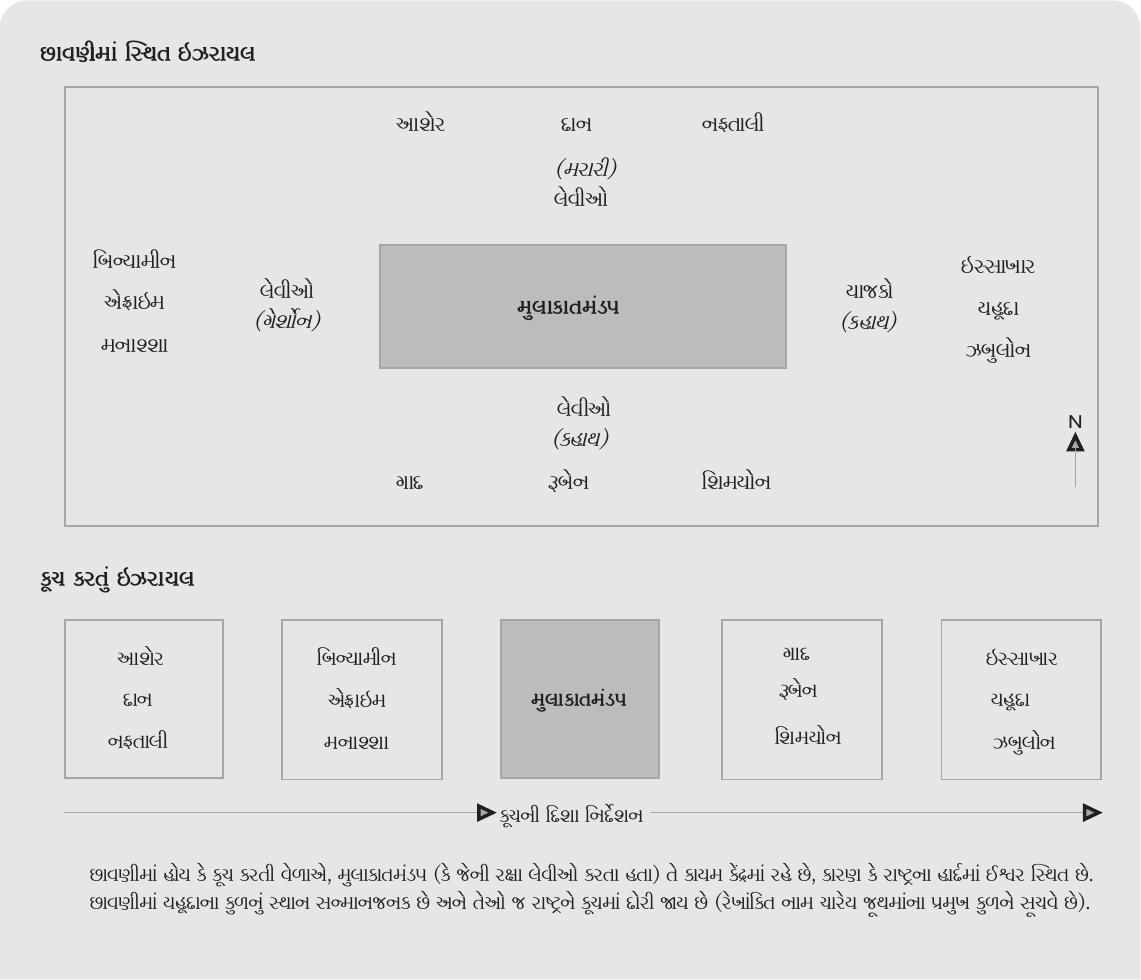 છાવણીમાં સ્થિત ઇઝરાયલ
આશેર દાન નફતાલી
(મરારી)
લેવીઓ
બિન્યામીન
એફ્રાઇમ
મનાશ્શા
લેવીઓ
(ગેર્શોન)
મુલાકાતમંડપ
યાજકો
(કહાથ)
ઇસ્સાખાર
યહૂદા
ઝબુલોન
લેવીઓ
(કહાથ)
ગાદ રૂબેન શિમયોન
N
કૂચ કરતું ઇઝરાયલ
આશેર
દાન
નફતાલી
બિન્યામીન
એફ્રાઇમ
મનાશ્શા
મુલાકાતમંડપ
ગાદ
રૂબેન
શિમયોન
ઇસ્સાખાર
યહૂદા
ઝબુલોન
કૂચની દિશા નિર્દેશન
છાવણીમાં હોય કે કૂચ કરતી વેળાએ, મુલાકાતમંડપ (કે જેની રક્ષા લેવીઓ કરતા હતા) તે કાયમ કેંદ્રમાં રહે છે, કારણ કે રાષ્ટ્રના હાર્દમાં ઈશ્વર સ્થિત છે.
છાવણીમાં યહૂદાના કુળનું સ્થાન સન્માનજનક છે અને તેઓ જ રાષ્ટ્રને કૂચમાં દોરી જાય છે (રેખાંકિત નામ ચારેય જૂથમાંના પ્રમુખ કુળને સૂચવે છે).